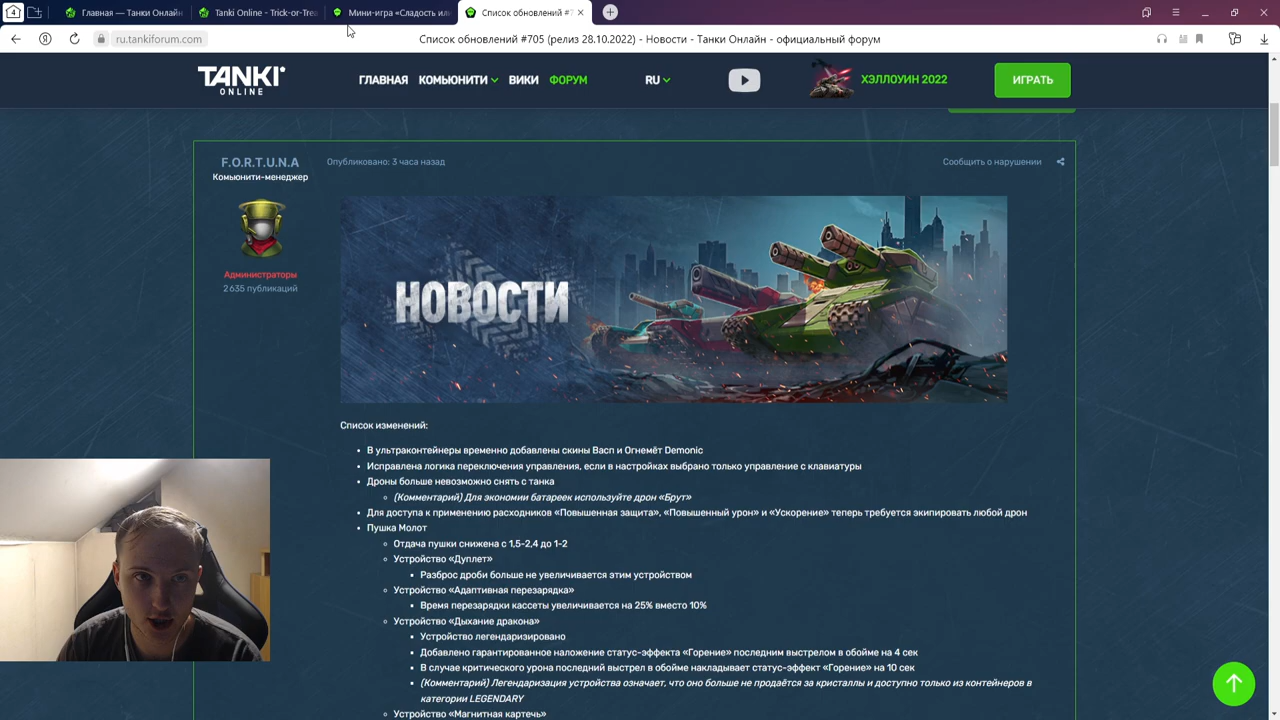 4
Главная — Танки Онлайн
Tanki Online - Trick-or-Trea
Мини-игра «Сладость или
Список обновлений #7
ru.tankiforum.com
Список обновлений #705 (релиз 28.10.2022) - Новости - Танки Онлайн - официальный форум
TANKI
ONLINE
ГЛАВНАЯ
КОМЬЮНИТИ
ВИКИ
ФОРУМ
RU
ХЭЛЛОУИН 2022
ИГРАТЬ
F.O.R.T.U.N.A
Комьюнити-менеджер
Администраторы
2 635 публикаций
Опубликовано: 3 часа назад
Сообщить о нарушении
НОВОСТИ
Список изменений:
В ультраконтейнеры временно добавлены скины Васп и Огнемёт Demonic
Исправлена логика переключения управления, если в настройках выбрано только управление с клавиатуры
Дроны больше невозможно снять с танка
(Комментарий) Для экономии батареек используйте дрон «Брут»
Для доступа к применению расходников «Повышенная защита», «Повышенный урон» и «Ускорение» теперь требуется экипировать любой дрон
Пушка Молот
Отдача пушки снижена с 1,5-2,4 до 1-2
Устройство «Дуплет»
Разброс дроби больше не увеличивается этим устройством
Устройство «Адаптивная перезарядка»
Время перезарядки кассеты увеличивается на 25% вместо 10%
Устройство «Дыхание дракона»
Устройство легендаризировано
Добавлено гарантированное наложение статус-эффекта «Горение» последним выстрелом в обойме на 4 сек
В случае критического урона последний выстрел в обойме накладывает статус-эффект «Горение» на 10 сек
(Комментарий) Легендаризация устройства означает, что оно больше не продаётся за кристаллы и доступно только из контейнеров в
категории LEGENDARY
Устройство «Магнитная картечь»